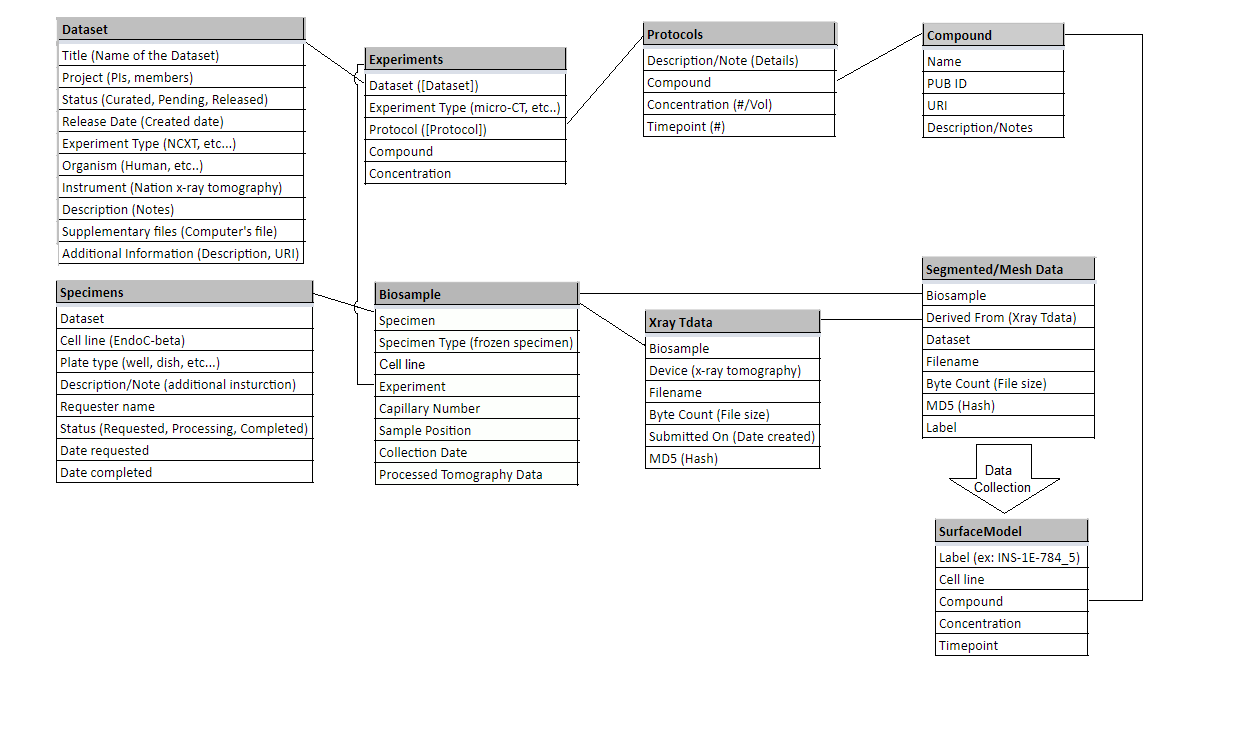 Dataset
Title (Name of the Dataset)
Project (PIs, members)
Status (Curated, Pending, Released)
Release Date (Created date)
Experiment Type (NCXT, etc...)
Organism (Human, etc..)
Instrument (Nation x-ray tomography)
Description (Notes)
Supplementary files (Computer's file)
Additional Information (Description, URI)
Experiments
Dataset ([Dataset])
Experiment Type (micro-CT, etc..)
Protocol ([Protocol])
Compound
Concentration
Protocols
Description/Note (Details)
Compound
Concentration (#/Vol)
Timepoint (#)
Compound
Name
PUB ID
URI
Description/Notes
Specimens
Dataset
Cell line (EndoC-beta)
Plate type (well, dish, etc...)
Description/Note (additional insturction)
Requester name
Status (Requested, Processing, Completed)
Date requested
Date completed
Biosample
Specimen
Specimen Type (frozen specimen)
Cell line
Experiment
Capillary Number
Sample Position
Collection Date
Processed Tomography Data
Xray Tdata
Biosample
Device (x-ray tomography)
Filename
Byte Count (File size)
Submitted On (Date created)
MD5 (Hash)
Segmented/Mesh Data
Biosample
Derived From (Xray Tdata)
Dataset
Filename
Byte Count (File size)
MD5 (Hash)
Label
Data
Collection
SurfaceModel
Label (ex: INS-1E-784_5)
Cell line
Compound
Concentration
Timepoint